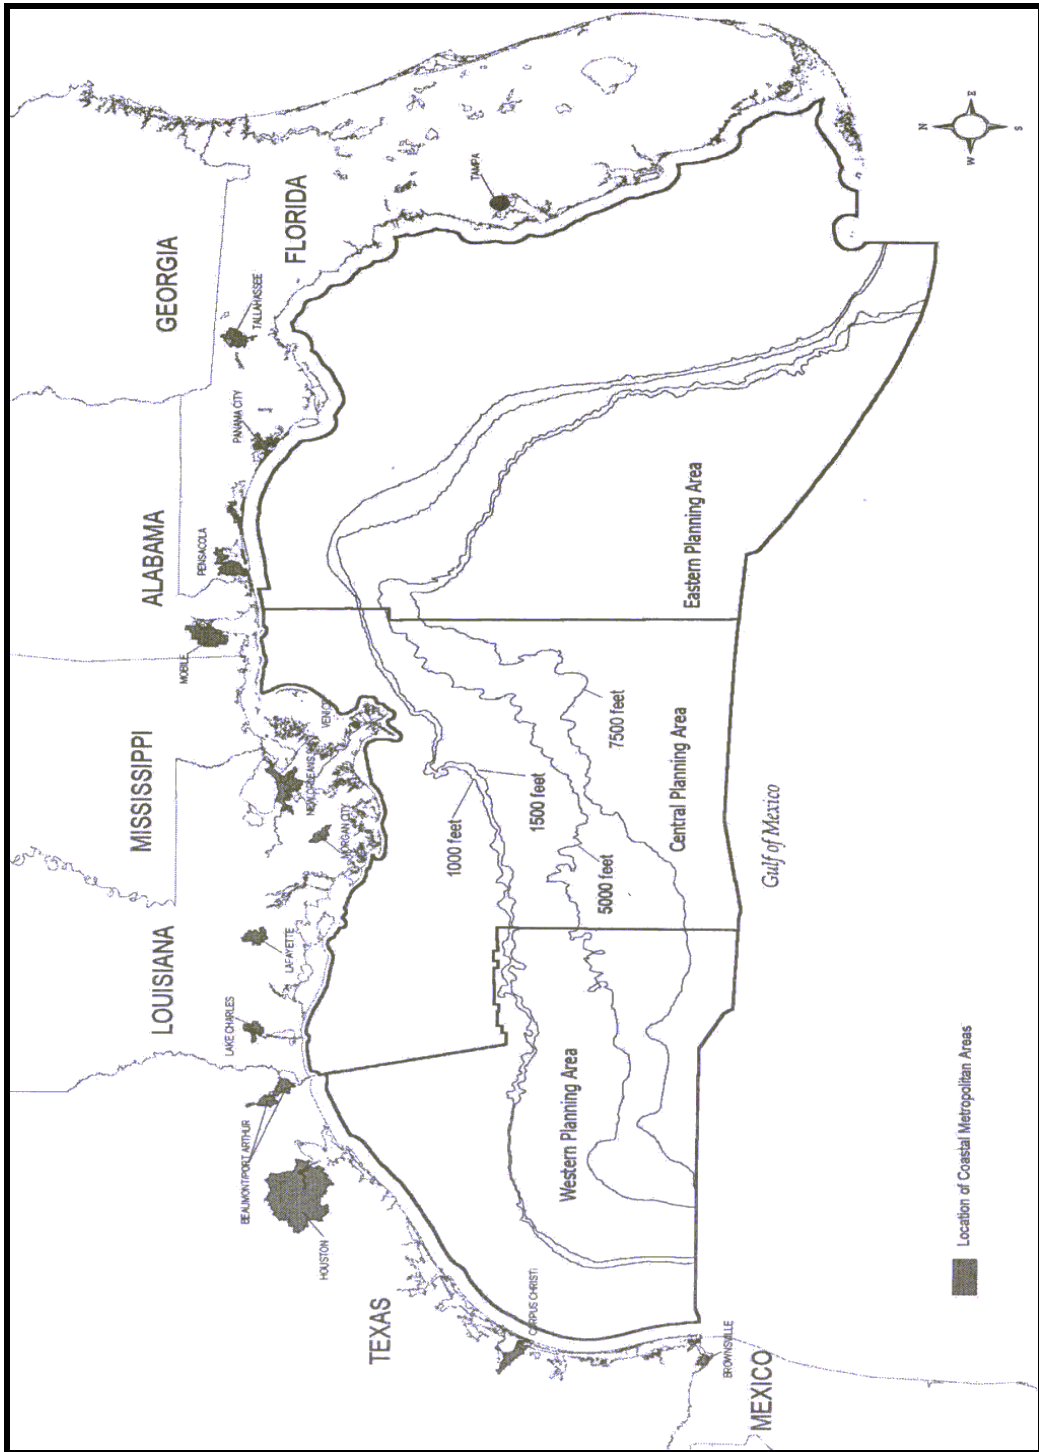 TEXAS
LOUISIANA
MISSISSIPPI
ALABAMA
GEORGIA
FLORIDA
MEXICO
HOUSTON
BEAUMONT/PORT ARTHUR
LAKE CHARLES
LAFAYETTE
MORGAN CITY
NEW ORLEANS
VENICE
MOBILE
PENSACOLA
PANAMA CITY
TALLAHASSEE
TAMPA
CORPUS CHRISTI
BROWNSVILLE
1000 feet
1500 feet
5000 feet
7500 feet
Western Planning Area
Central Planning Area
Eastern Planning Area
Gulf of Mexico
Location of Coastal Metropolitan Areas
N
E
S
W